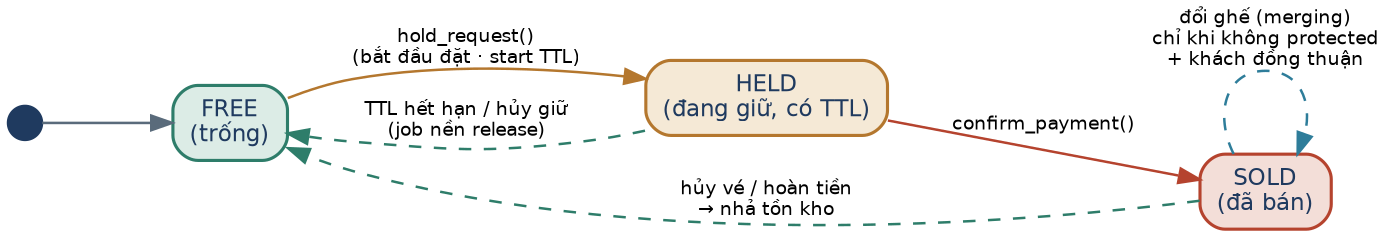 đổi ghế (merging)
chỉ khi không protected
+ khách đồng thuận
hold_request()
(bắt đầu đặt · start TTL)
HELD
(đang giữ, có TTL)
FREE
(trống)
TTL hết hạn / hủy giữ
(job nền release)
confirm_payment()
hủy vé / hoàn tiền
→ nhả tồn kho
SOLD
(đã bán)